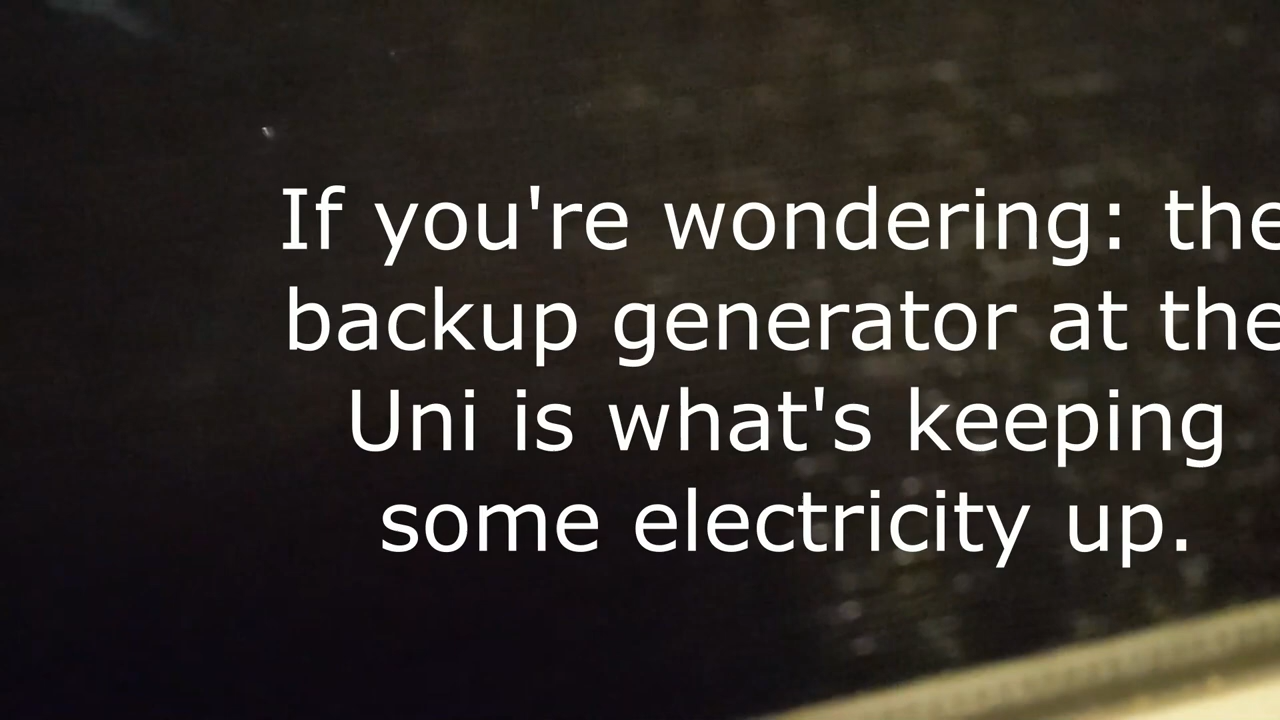 If you're wondering: the
backup generator at the
Uni is what's keeping
some electricity up.